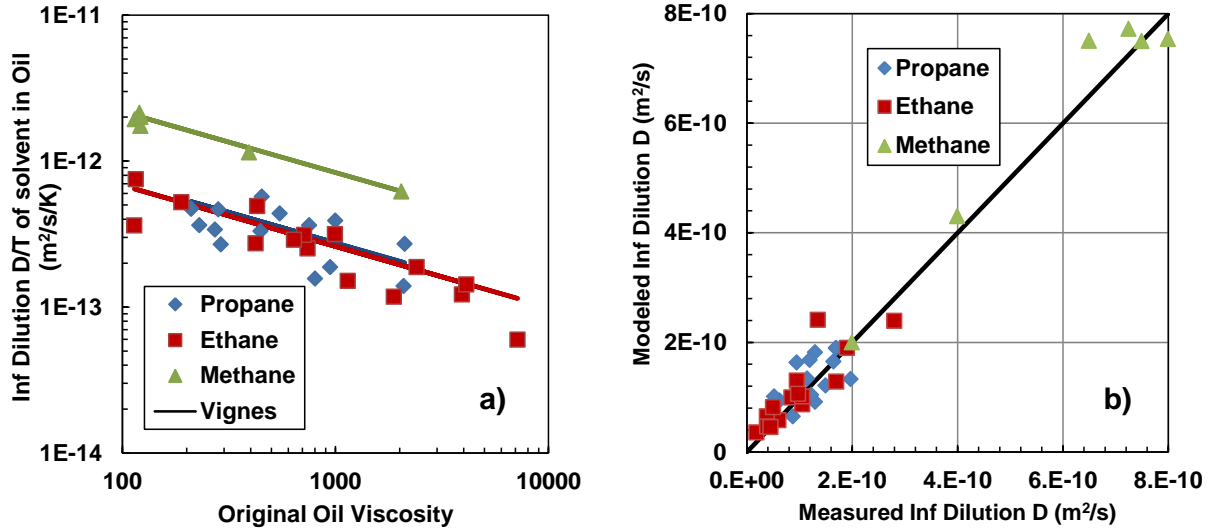 1E-11
1E-12
1E-13
1E-14
100
1000
10000
Inf Dilution D/T of solvent in Oil
(m²/s/K)
Original Oil Viscosity
Propane
Ethane
Methane
Vignes
a)
8E-10
6E-10
4E-10
2E-10
0
0.E+00
2.E-10
4.E-10
6.E-10
8.E-10
Modeled Inf Dilution D (m²/s)
Measured Inf Dilution D (m²/s)
Propane
Ethane
Methane
b)